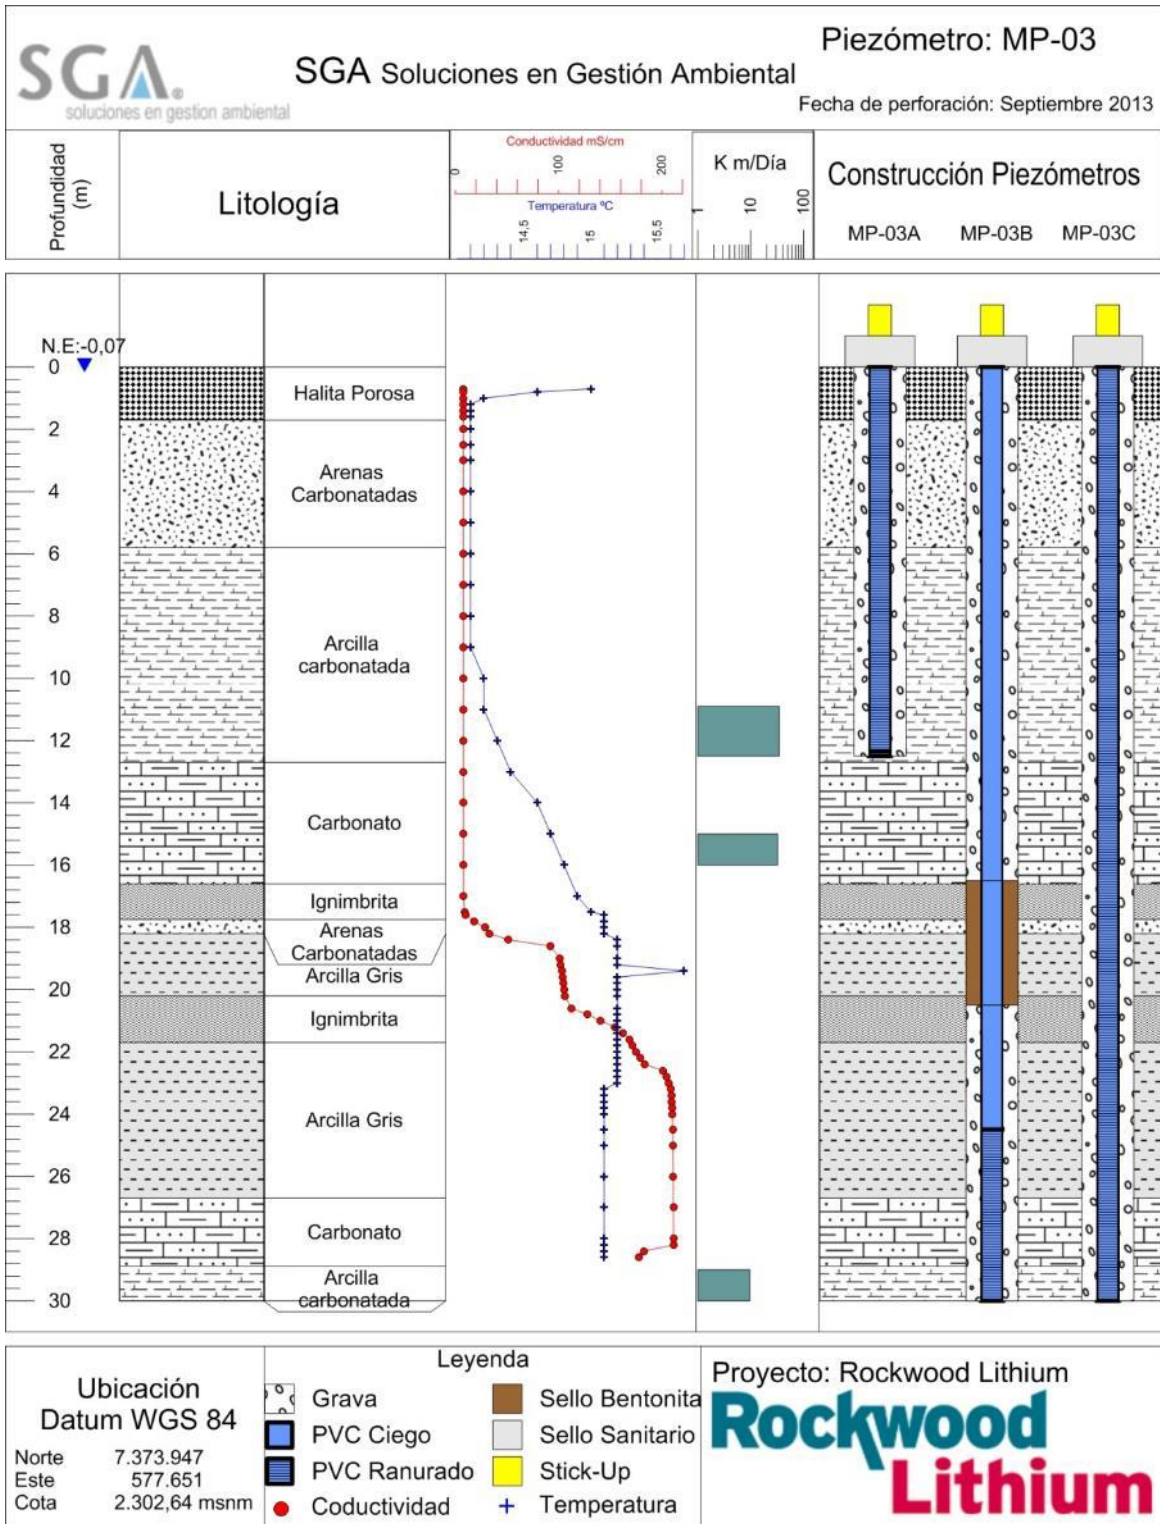 SGA®
soluciones en gestion ambiental
SGA Soluciones en Gestión Ambiental
Piezómetro: MP-03
Fecha de perforación: Septiembre 2013
Profundidad
(m)
Litología
Conductividad mS/cm
0 100 200
Temperatura ºC
14,5 15 15,5
K m/Día
1 10 100
Construcción Piezómetros
MP-03A MP-03B MP-03C
N.E:-0,07
0
2
4
6
8
10
12
14
16
18
20
22
24
26
28
30
Halita Porosa
Arenas
Carbonatadas
Arcilla
carbonatada
Carbonato
Ignimbrita
Arenas
Carbonatadas
Arcilla Gris
Ignimbrita
Arcilla Gris
Carbonato
Arcilla
carbonatada
Ubicación
Datum WGS 84
Norte 7.373.947
Este 577.651
Cota 2.302,64 msnm
Leyenda
Grava
PVC Ciego
PVC Ranurado
Coductividad
Sello Bentonita
Sello Sanitario
Stick-Up
Temperatura
Proyecto: Rockwood Lithium
Rockwood
Lithium